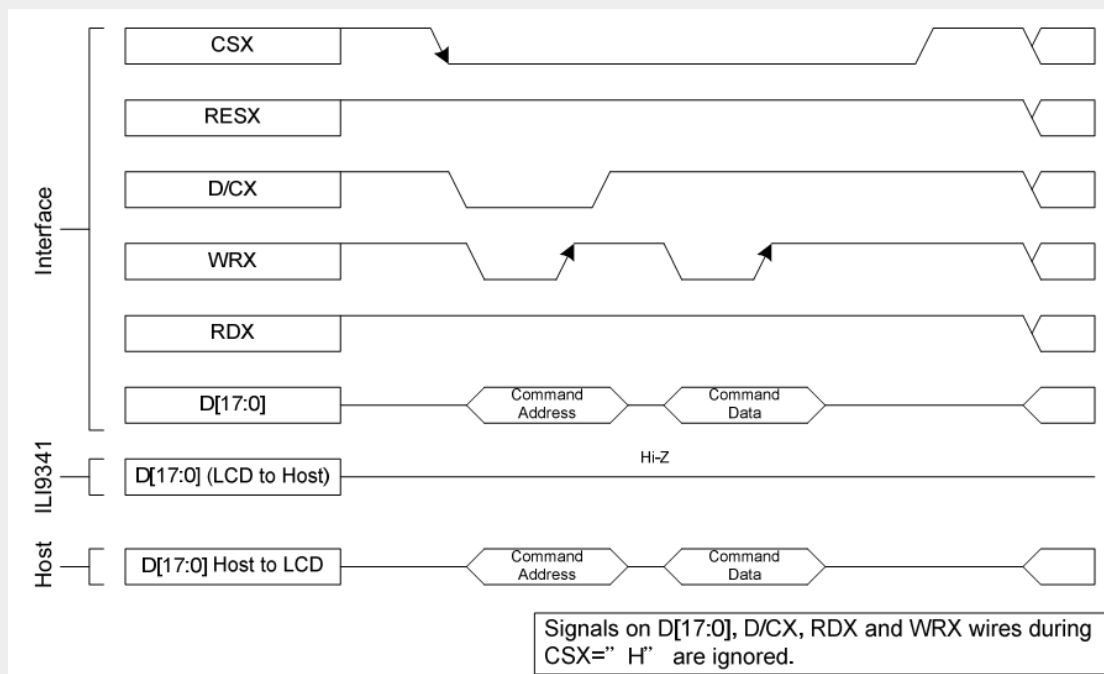 Interface
CSX
RESX
D/CX
WRX
RDX
D[17:0]
Command
Address
Command
Data
ILI9341
D[17:0] (LCD to Host)
Hi-Z
Host
D[17:0] Host to LCD
Command
Address
Command
Data
Signals on D[17:0], D/CX, RDX and WRX wires during
CSX=” H” are ignored.